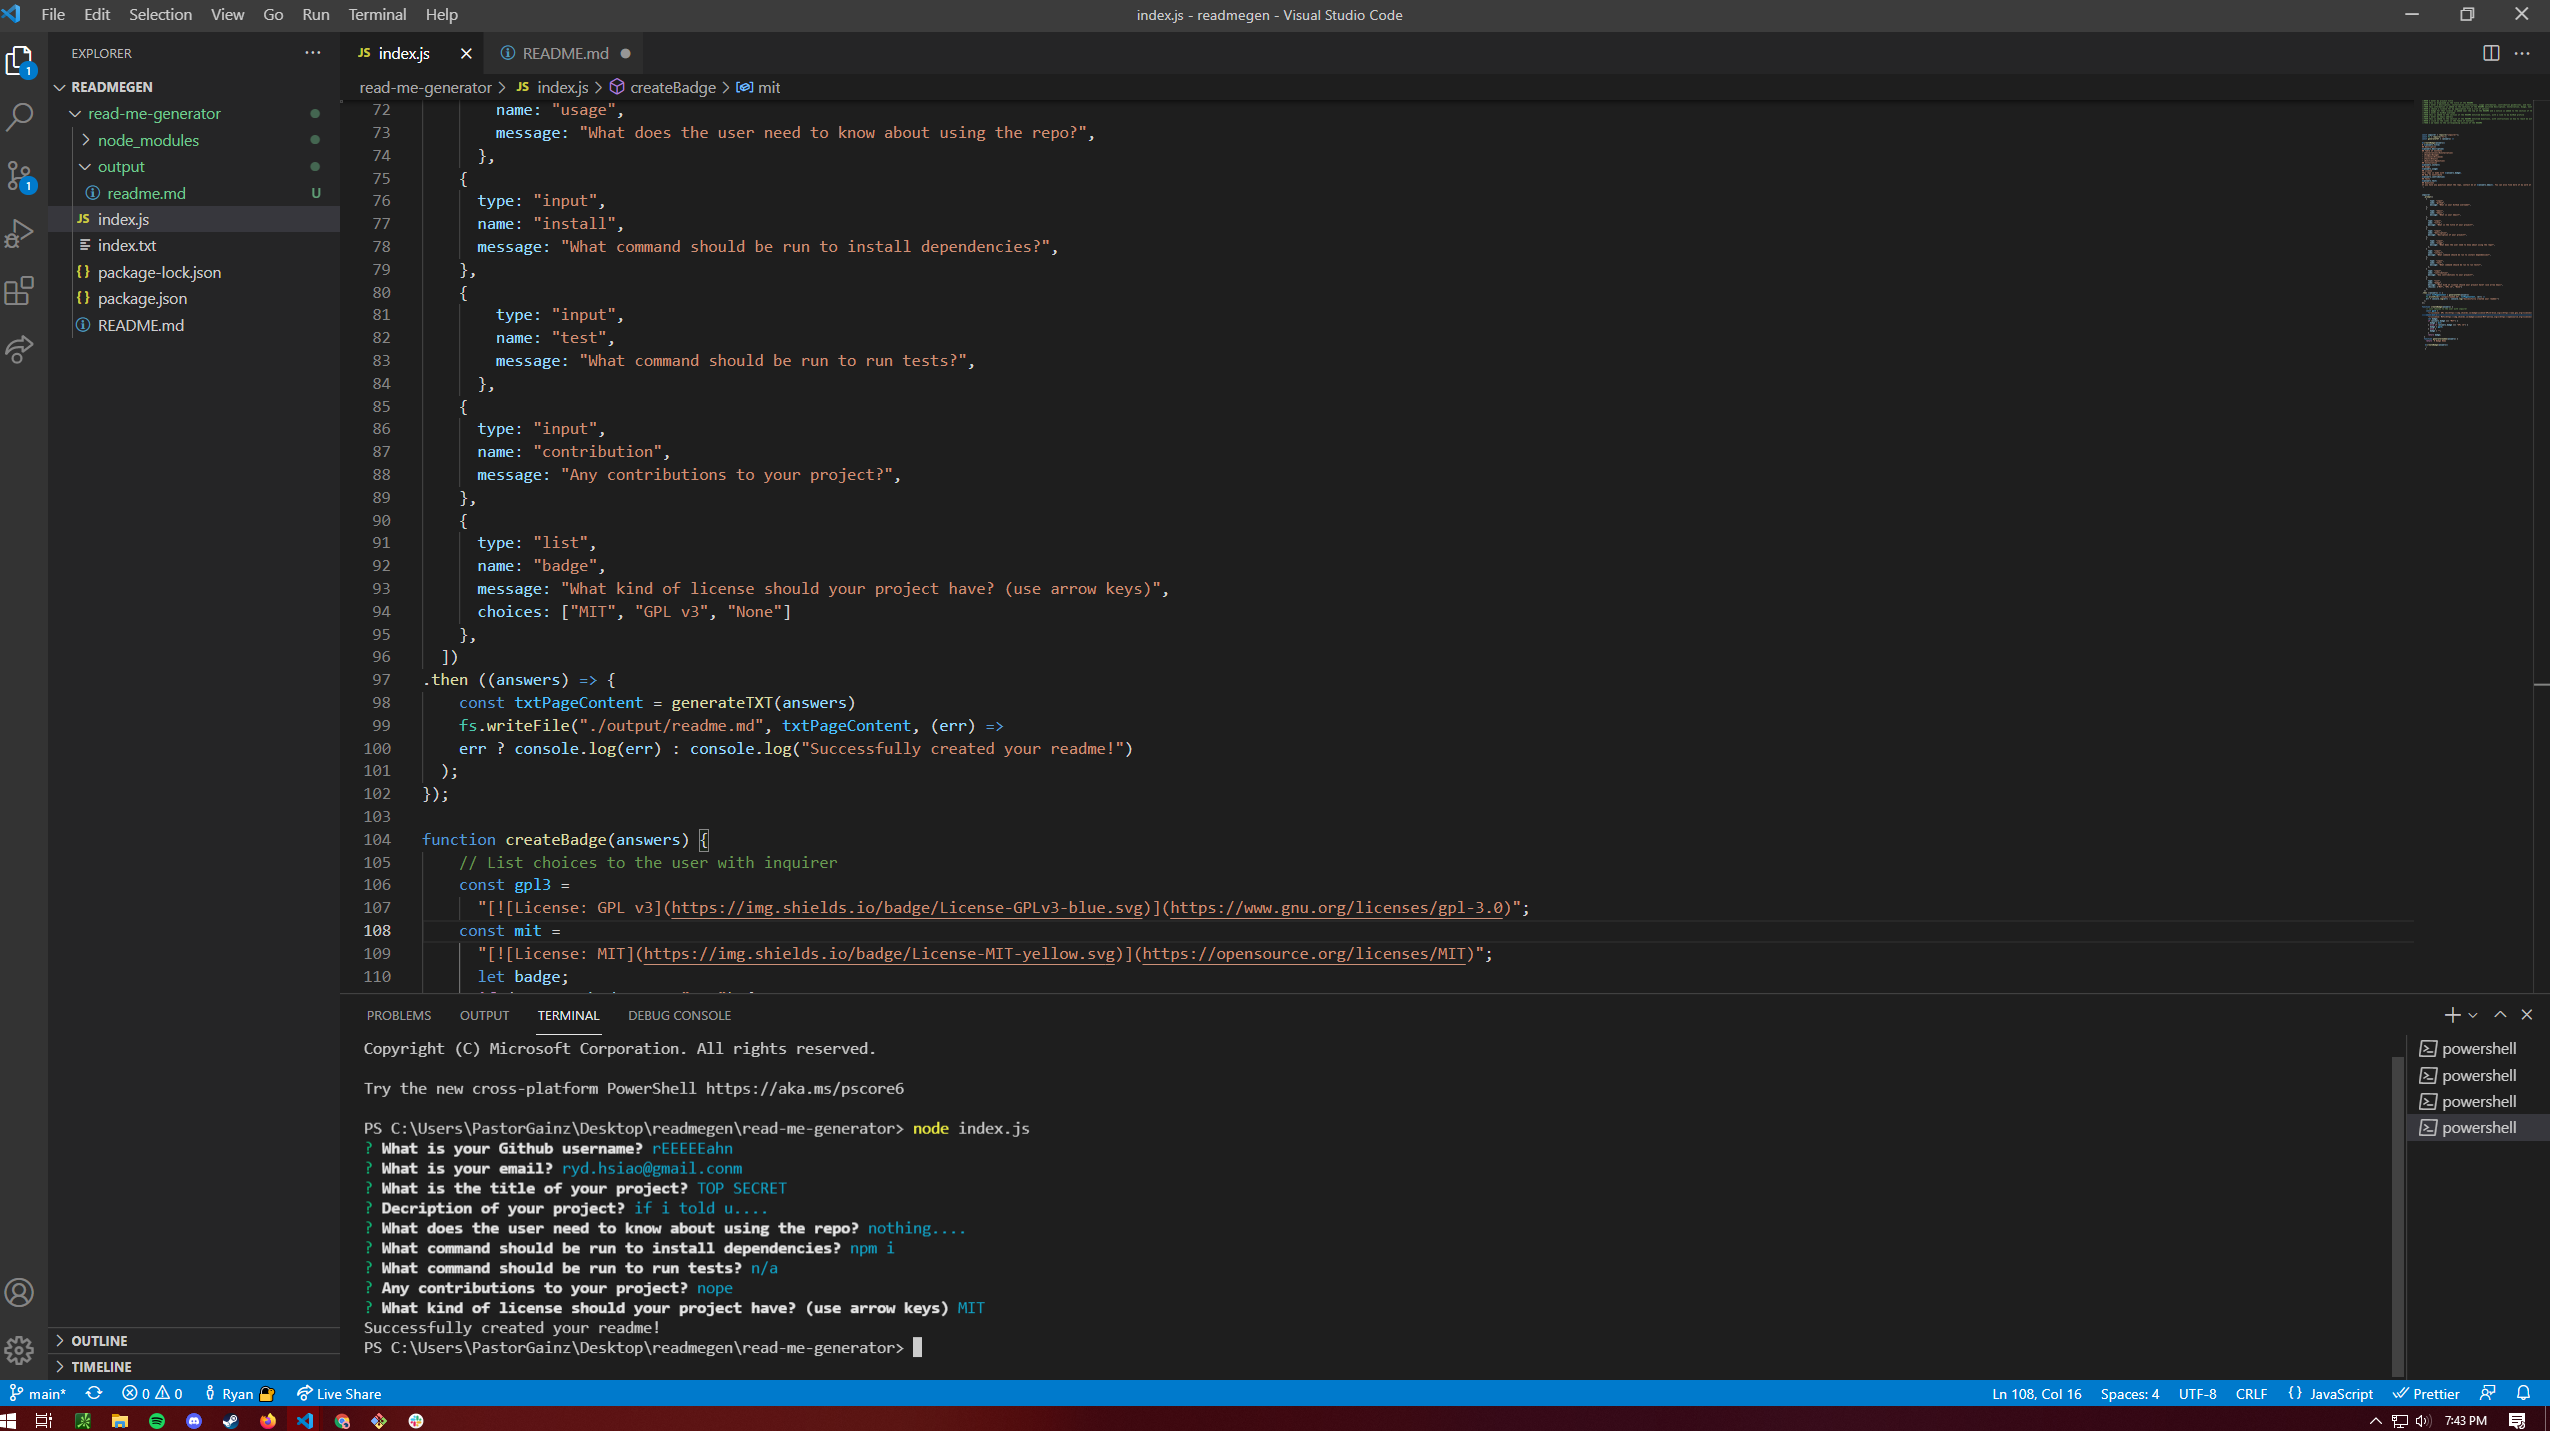 File Edit Selection View Go Run Terminal Help
index.js - readmegen - Visual Studio Code
EXPLORER
READMEGEN
read-me-generator
node_modules
output
readme.md U
JS index.js
index.txt
{} package-lock.json
{} package.json
README.md
OUTLINE
TIMELINE
1
1
JS index.js
README.md
read-me-generator > JS index.js > createBadge > mit
72 name: "usage",
73 message: "What does the user need to know about using the repo?",
74 },
75 {
76 type: "input",
77 name: "install",
78 message: "What command should be run to install dependencies?",
79 },
80 {
81 type: "input",
82 name: "test",
83 message: "What command should be run to run tests?",
84 },
85 {
86 type: "input",
87 name: "contribution",
88 message: "Any contributions to your project?",
89 },
90 {
91 type: "list",
92 name: "badge",
93 message: "What kind of license should your project have? (use arrow keys)",
94 choices: ["MIT", "GPL v3", "None"]
95 },
96 ])
97 .then ((answers) => {
98 const txtPageContent = generateTXT(answers)
99 fs.writeFile("./output/readme.md", txtPageContent, (err) =>
100 err ? console.log(err) : console.log("Successfully created your readme!")
101 );
102 });
103
104 function createBadge(answers) {
105 // List choices to the user with inquirer
106 const gpl3 =
107 "[![License: GPL v3](https://img.shields.io/badge/License-GPLv3-blue.svg)](https://www.gnu.org/licenses/gpl-3.0)";
108 const mit =
109 "[![License: MIT](https://img.shields.io/badge/License-MIT-yellow.svg)](https://opensource.org/licenses/MIT)";
110 let badge;
PROBLEMS OUTPUT TERMINAL DEBUG CONSOLE
Copyright (C) Microsoft Corporation. All rights reserved.
Try the new cross-platform PowerShell https://aka.ms/pscore6
PS C:\Users\PastorGainz\Desktop\readmegen\read-me-generator> node index.js
? What is your Github username? rEEEEEahn
? What is your email? ryd.hsiao@gmail.conm
? What is the title of your project? TOP SECRET
? Decription of your project? if i told u....
? What does the user need to know about using the repo? nothing....
? What command should be run to install dependencies? npm i
? What command should be run to run tests? n/a
? Any contributions to your project? nope
? What kind of license should your project have? (use arrow keys) MIT
Successfully created your readme!
PS C:\Users\PastorGainz\Desktop\readmegen\read-me-generator>
powershell
powershell
powershell
powershell
main* 0 0 Ryan Live Share
Ln 108, Col 16 Spaces: 4 UTF-8 CRLF {} JavaScript Prettier
7:43 PM